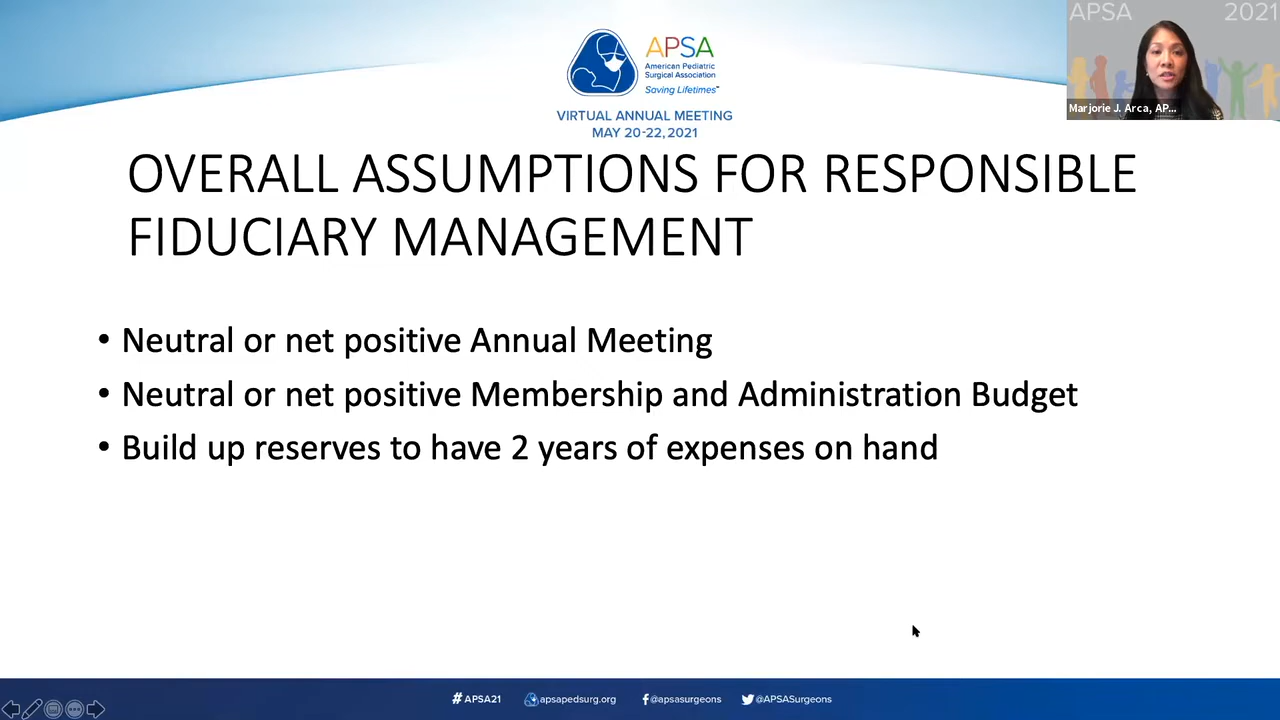 APSA 2021
APSA
American Pediatric
Surgical Association
Saving Lifetimes™
Marjorie J. Arca, AP...
VIRTUAL ANNUAL MEETING
MAY 20-22, 2021
OVERALL ASSUMPTIONS FOR RESPONSIBLE
FIDUCIARY MANAGEMENT
• Neutral or net positive Annual Meeting
• Neutral or net positive Membership and Administration Budget
• Build up reserves to have 2 years of expenses on hand
#APSA21 apsapedsurg.org @apsasurgeons @APSASurgeons